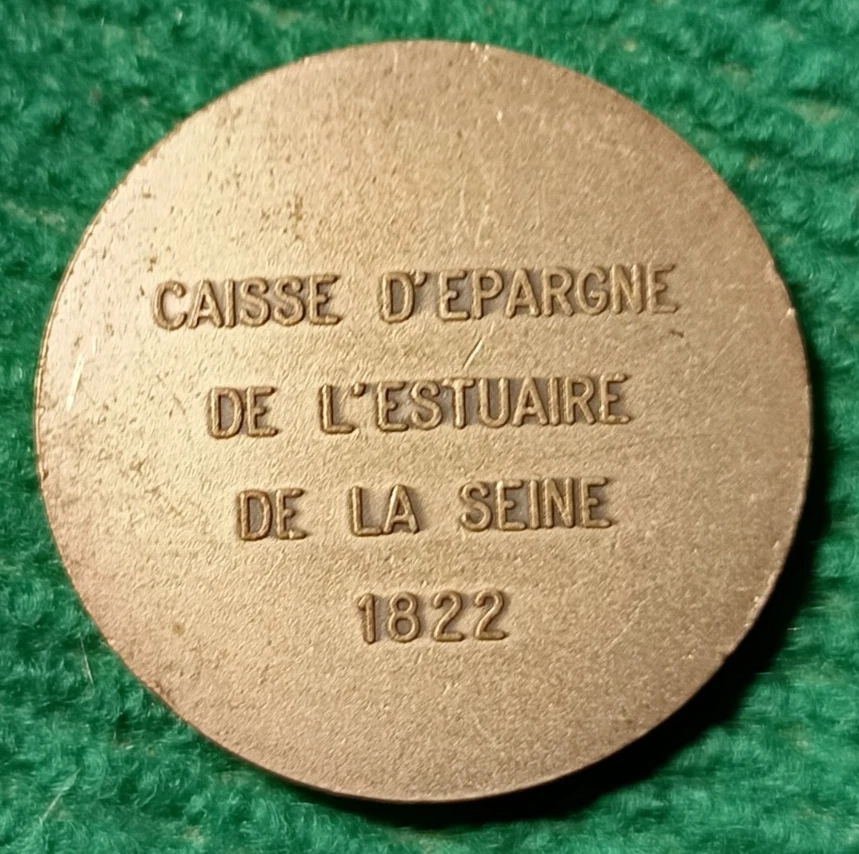 CAISSE D'EPARGNE
DE L'ESTUAIRE
DE LA SEINE
1822